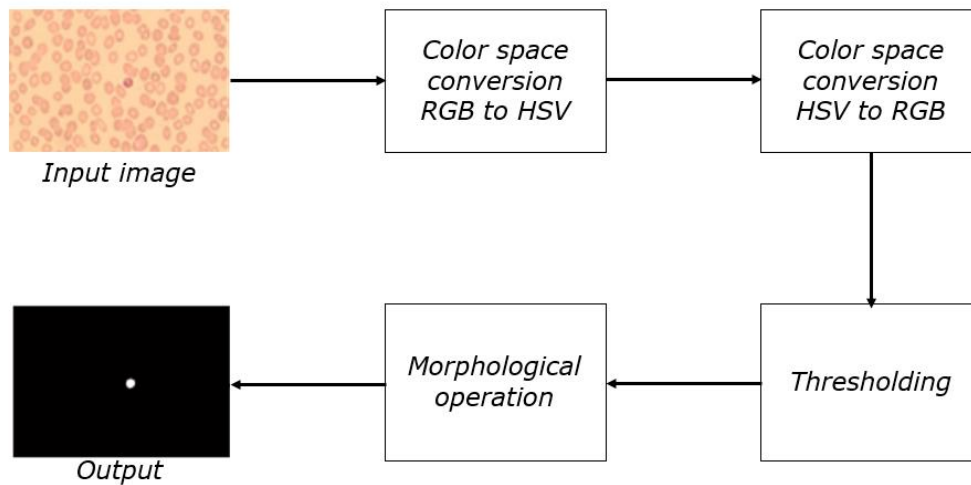 Input image
Color space
conversion
RGB to HSV
Color space
conversion
HSV to RGB
Thresholding
Morphological
operation
Output